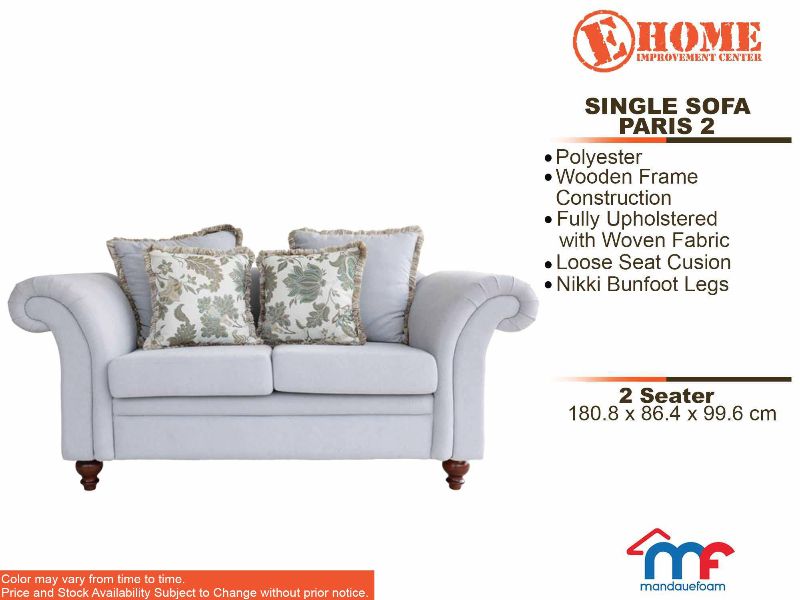 E HOME
IMPROVEMENT CENTER
SINGLE SOFA
PARIS 2
• Polyester
• Wooden Frame
Construction
• Fully Upholstered
with Woven Fabric
• Loose Seat Cusion
• Nikki Bunfoot Legs
2 Seater
180.8 x 86.4 x 99.6 cm
mf
mandauefoam
Color may vary from time to time.
Price and Stock Availability Subject to Change without prior notice.